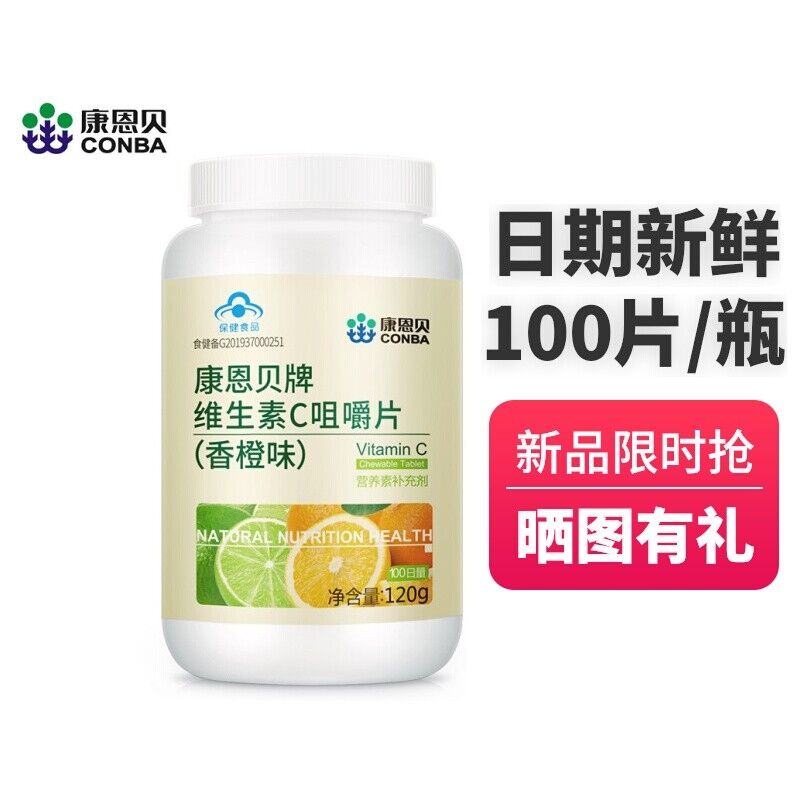 康恩贝
CONBA
日期新鲜
100片/瓶
新品限时抢
晒图有礼
保健食品
食健备G201937000251
康恩贝
CONBA
康恩贝牌
维生素C咀嚼片
(香橙味)
Vitamin C
Chewable Tablet
营养素补充剂
NATURAL NUTRITION HEALTH
100日量
净含量:120g